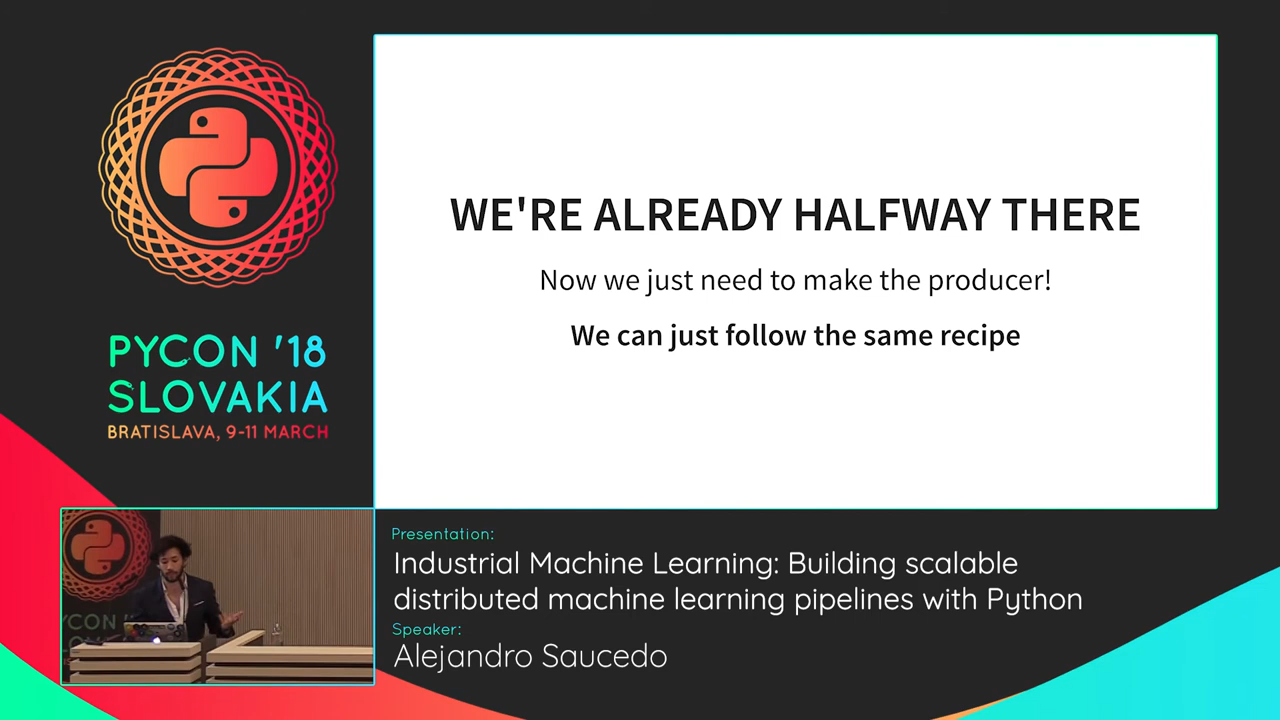 WE'RE ALREADY HALFWAY THERE
Now we just need to make the producer!
We can just follow the same recipe
PYCON '18
SLOVAKIA
BRATISLAVA, 9-11 MARCH
Presentation:
Industrial Machine Learning: Building scalable
distributed machine learning pipelines with Python
Speaker:
Alejandro Saucedo